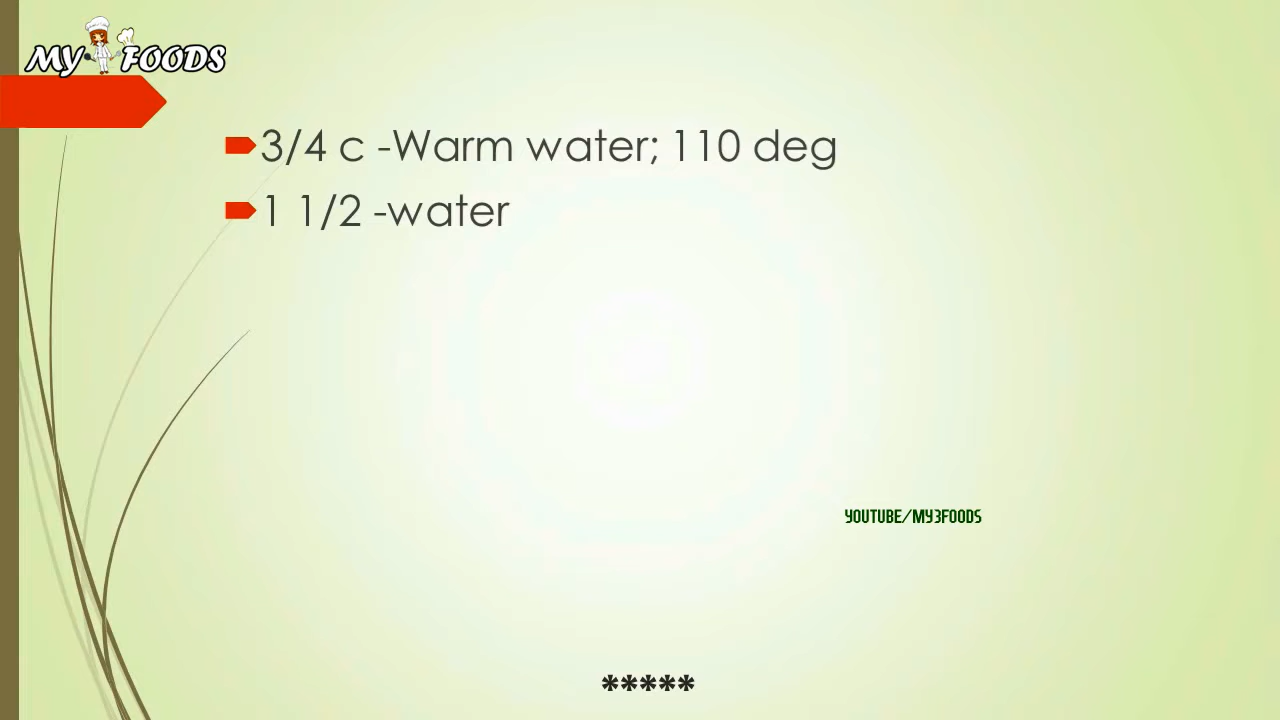 MY FOODS
3/4 c -Warm water; 110 deg
1 1/2 -water
YOUTUBE/MY3FOODS
*****